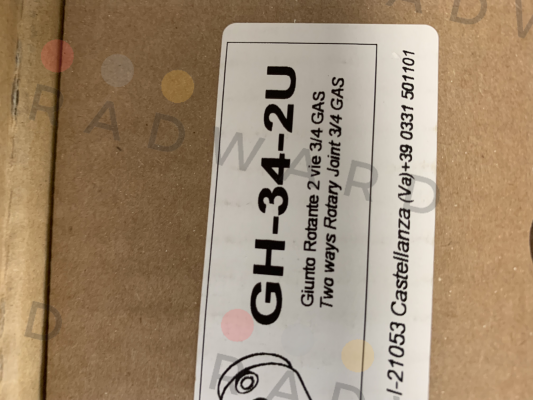 GH-34-2U
Giunto Rotante 2 vie 3/4 GAS
Two ways Rotary Joint 3/4 GAS
I-21053 Castellanza (Va)+39 0331 501101
RADWARD
RADWARD